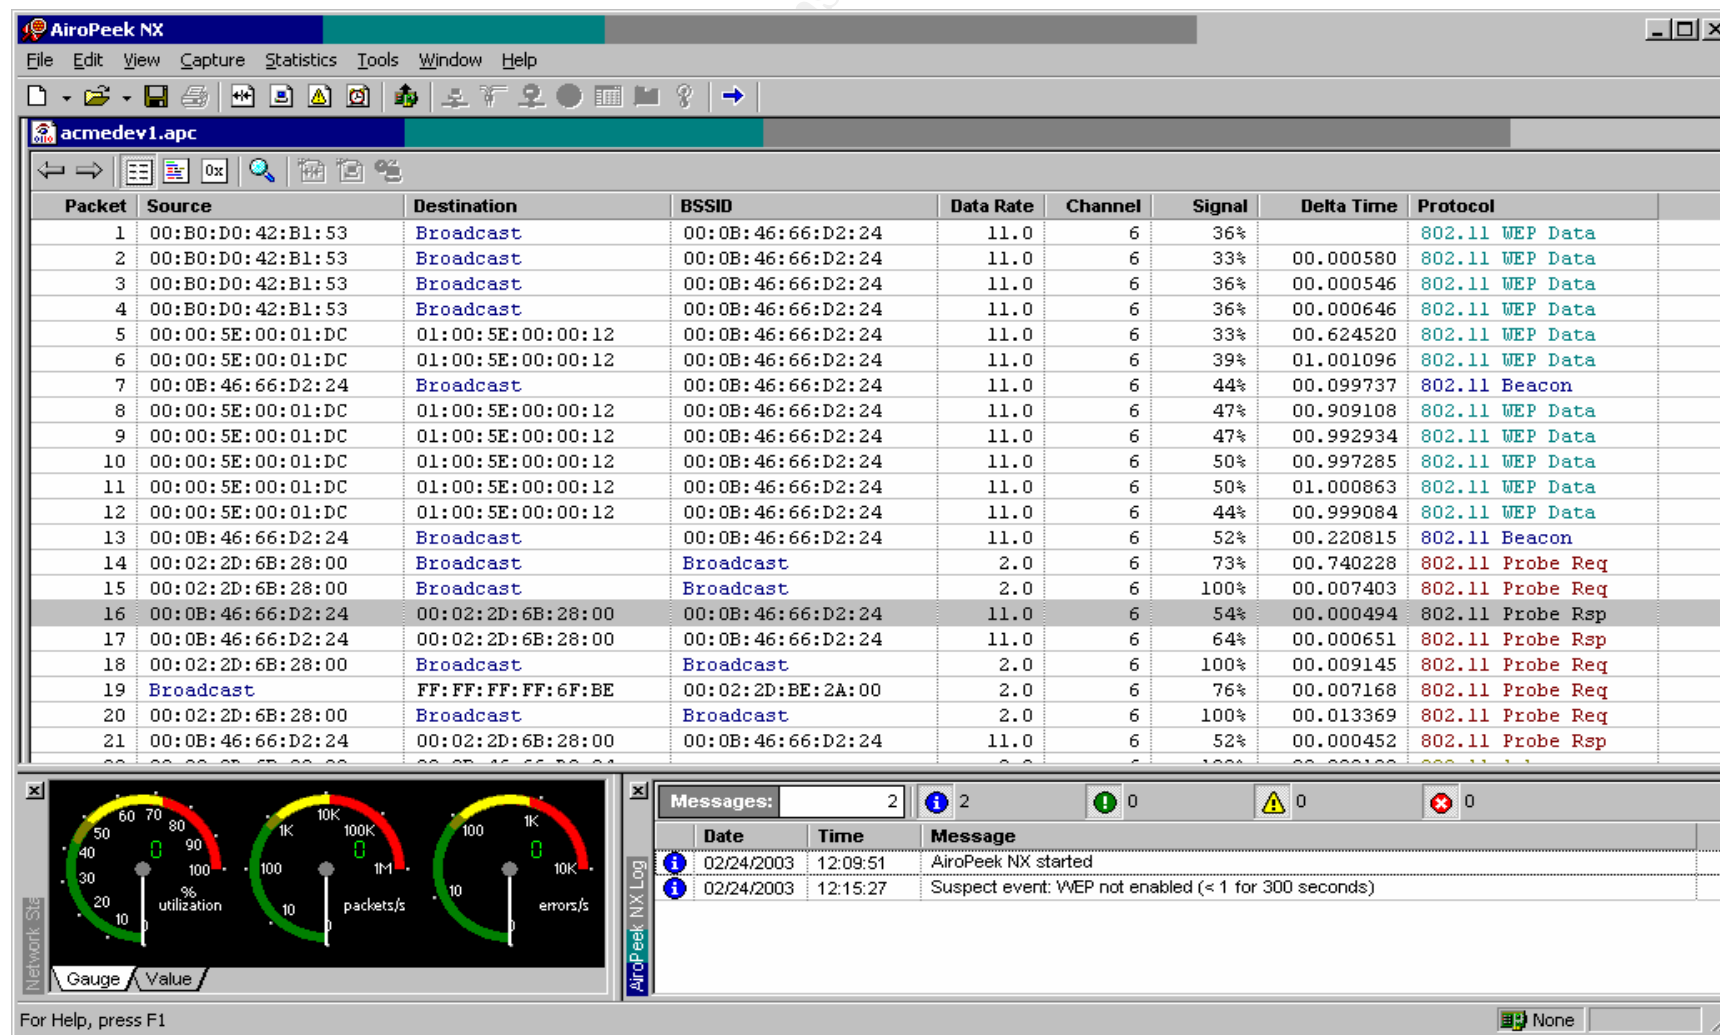 AiroPeek NX
File Edit View Capture Statistics Tools Window Help
acmedev1.apc
Packet Source Destination BSSID Data Rate Channel Signal Delta Time Protocol
1 00:B0:D0:42:B1:53 Broadcast 00:0B:46:66:D2:24 11.0 6 36% 802.11 WEP Data
2 00:B0:D0:42:B1:53 Broadcast 00:0B:46:66:D2:24 11.0 6 33% 00.000580 802.11 WEP Data
3 00:B0:D0:42:B1:53 Broadcast 00:0B:46:66:D2:24 11.0 6 36% 00.000546 802.11 WEP Data
4 00:B0:D0:42:B1:53 Broadcast 00:0B:46:66:D2:24 11.0 6 36% 00.000646 802.11 WEP Data
5 00:00:5E:00:01:DC 01:00:5E:00:00:12 00:0B:46:66:D2:24 11.0 6 33% 00.624520 802.11 WEP Data
6 00:00:5E:00:01:DC 01:00:5E:00:00:12 00:0B:46:66:D2:24 11.0 6 39% 01.001096 802.11 WEP Data
7 00:0B:46:66:D2:24 Broadcast 00:0B:46:66:D2:24 11.0 6 44% 00.099737 802.11 Beacon
8 00:00:5E:00:01:DC 01:00:5E:00:00:12 00:0B:46:66:D2:24 11.0 6 47% 00.909108 802.11 WEP Data
9 00:00:5E:00:01:DC 01:00:5E:00:00:12 00:0B:46:66:D2:24 11.0 6 47% 00.992934 802.11 WEP Data
10 00:00:5E:00:01:DC 01:00:5E:00:00:12 00:0B:46:66:D2:24 11.0 6 50% 00.997285 802.11 WEP Data
11 00:00:5E:00:01:DC 01:00:5E:00:00:12 00:0B:46:66:D2:24 11.0 6 50% 01.000863 802.11 WEP Data
12 00:00:5E:00:01:DC 01:00:5E:00:00:12 00:0B:46:66:D2:24 11.0 6 44% 00.999084 802.11 WEP Data
13 00:0B:46:66:D2:24 Broadcast 00:0B:46:66:D2:24 11.0 6 52% 00.220815 802.11 Beacon
14 00:02:2D:6B:28:00 Broadcast Broadcast 2.0 6 73% 00.740228 802.11 Probe Req
15 00:02:2D:6B:28:00 Broadcast Broadcast 2.0 6 100% 00.007403 802.11 Probe Req
16 00:0B:46:66:D2:24 00:02:2D:6B:28:00 00:0B:46:66:D2:24 11.0 6 54% 00.000494 802.11 Probe Rsp
17 00:0B:46:66:D2:24 00:02:2D:6B:28:00 00:0B:46:66:D2:24 11.0 6 64% 00.000651 802.11 Probe Rsp
18 00:02:2D:6B:28:00 Broadcast Broadcast 2.0 6 100% 00.009145 802.11 Probe Req
19 Broadcast FF:FF:FF:FF:6F:BE 00:02:2D:BE:2A:00 2.0 6 76% 00.007168 802.11 Probe Req
20 00:02:2D:6B:28:00 Broadcast Broadcast 2.0 6 100% 00.013369 802.11 Probe Req
21 00:0B:46:66:D2:24 00:02:2D:6B:28:00 00:0B:46:66:D2:24 11.0 6 52% 00.000452 802.11 Probe Rsp
Network Sta
0 10 20 30 40 50 60 70 80 90 100
0
% utilization
0 10 100 1K 10K 100K 1M
0
packets/s
0 10 100 1K 10K
0
errors/s
Gauge Value
AiroPeek NX Log
Messages: 2 2 0 0 0
Date Time Message
02/24/2003 12:09:51 AiroPeek NX started
02/24/2003 12:15:27 Suspect event: WEP not enabled (< 1 for 300 seconds)
For Help, press F1
None